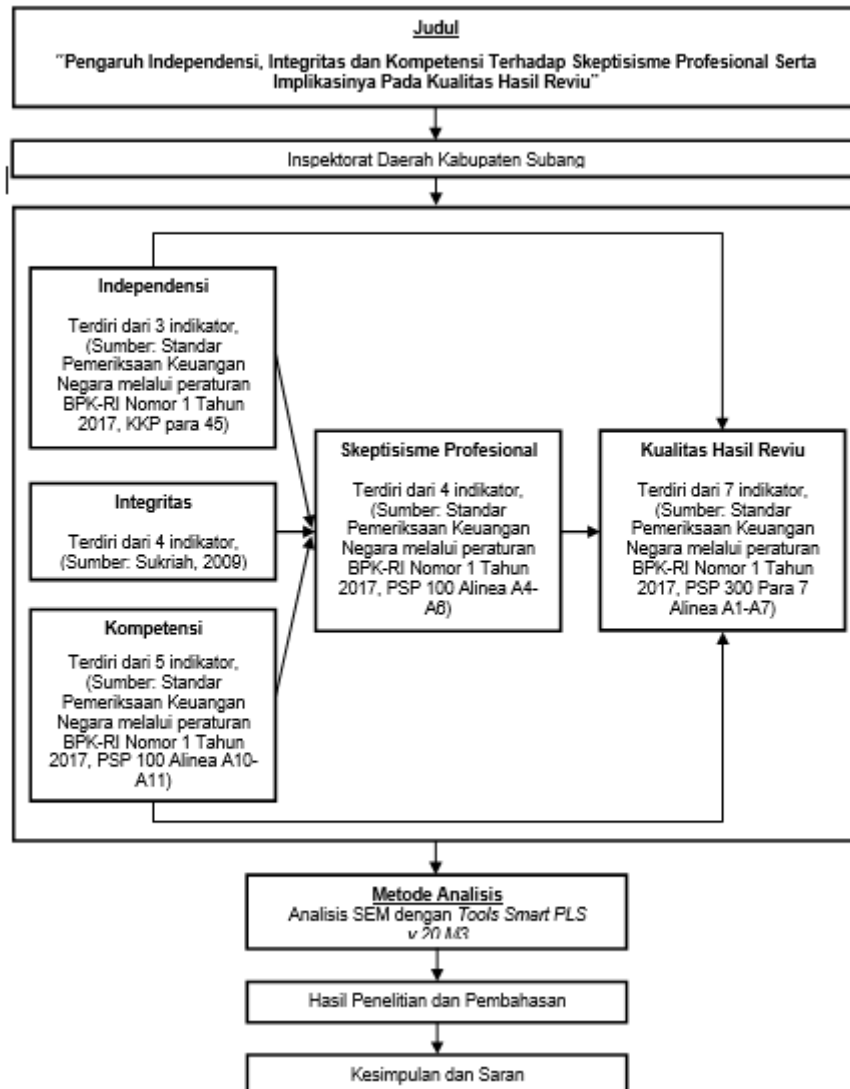 Judul
"Pengaruh Independensi, Integritas dan Kompetensi Terhadap Skeptisisme Profesional Serta
Implikasinya Pada Kualitas Hasil Reviu"
Inspektorat Daerah Kabupaten Subang
Independensi
Terdiri dari 3 indikator,
(Sumber: Standar
Pemeriksaan Keuangan
Negara melalui peraturan
BPK-RI Nomor 1 Tahun
2017, KKP para 45)
Integritas
Terdiri dari 4 indikator,
(Sumber: Sukriah, 2009)
Kompetensi
Terdiri dari 5 indikator,
(Sumber: Standar
Pemeriksaan Keuangan
Negara melalui peraturan
BPK-RI Nomor 1 Tahun
2017, PSP 100 Alinea A10-
A11)
Skeptisisme Profesional
Terdiri dari 4 indikator,
(Sumber: Standar
Pemeriksaan Keuangan
Negara melalui peraturan
BPK-RI Nomor 1 Tahun
2017, PSP 100 Alinea A4-
A6)
Kualitas Hasil Reviu
Terdiri dari 7 indikator,
(Sumber: Standar
Pemeriksaan Keuangan
Negara melalui peraturan
BPK-RI Nomor 1 Tahun
2017, PSP 300 Para 7
Alinea A1-A7)
Metode Analisis
Analisis SEM dengan Tools Smart PLS
v 20 M3
Hasil Penelitian dan Pembahasan
Kesimpulan dan Saran